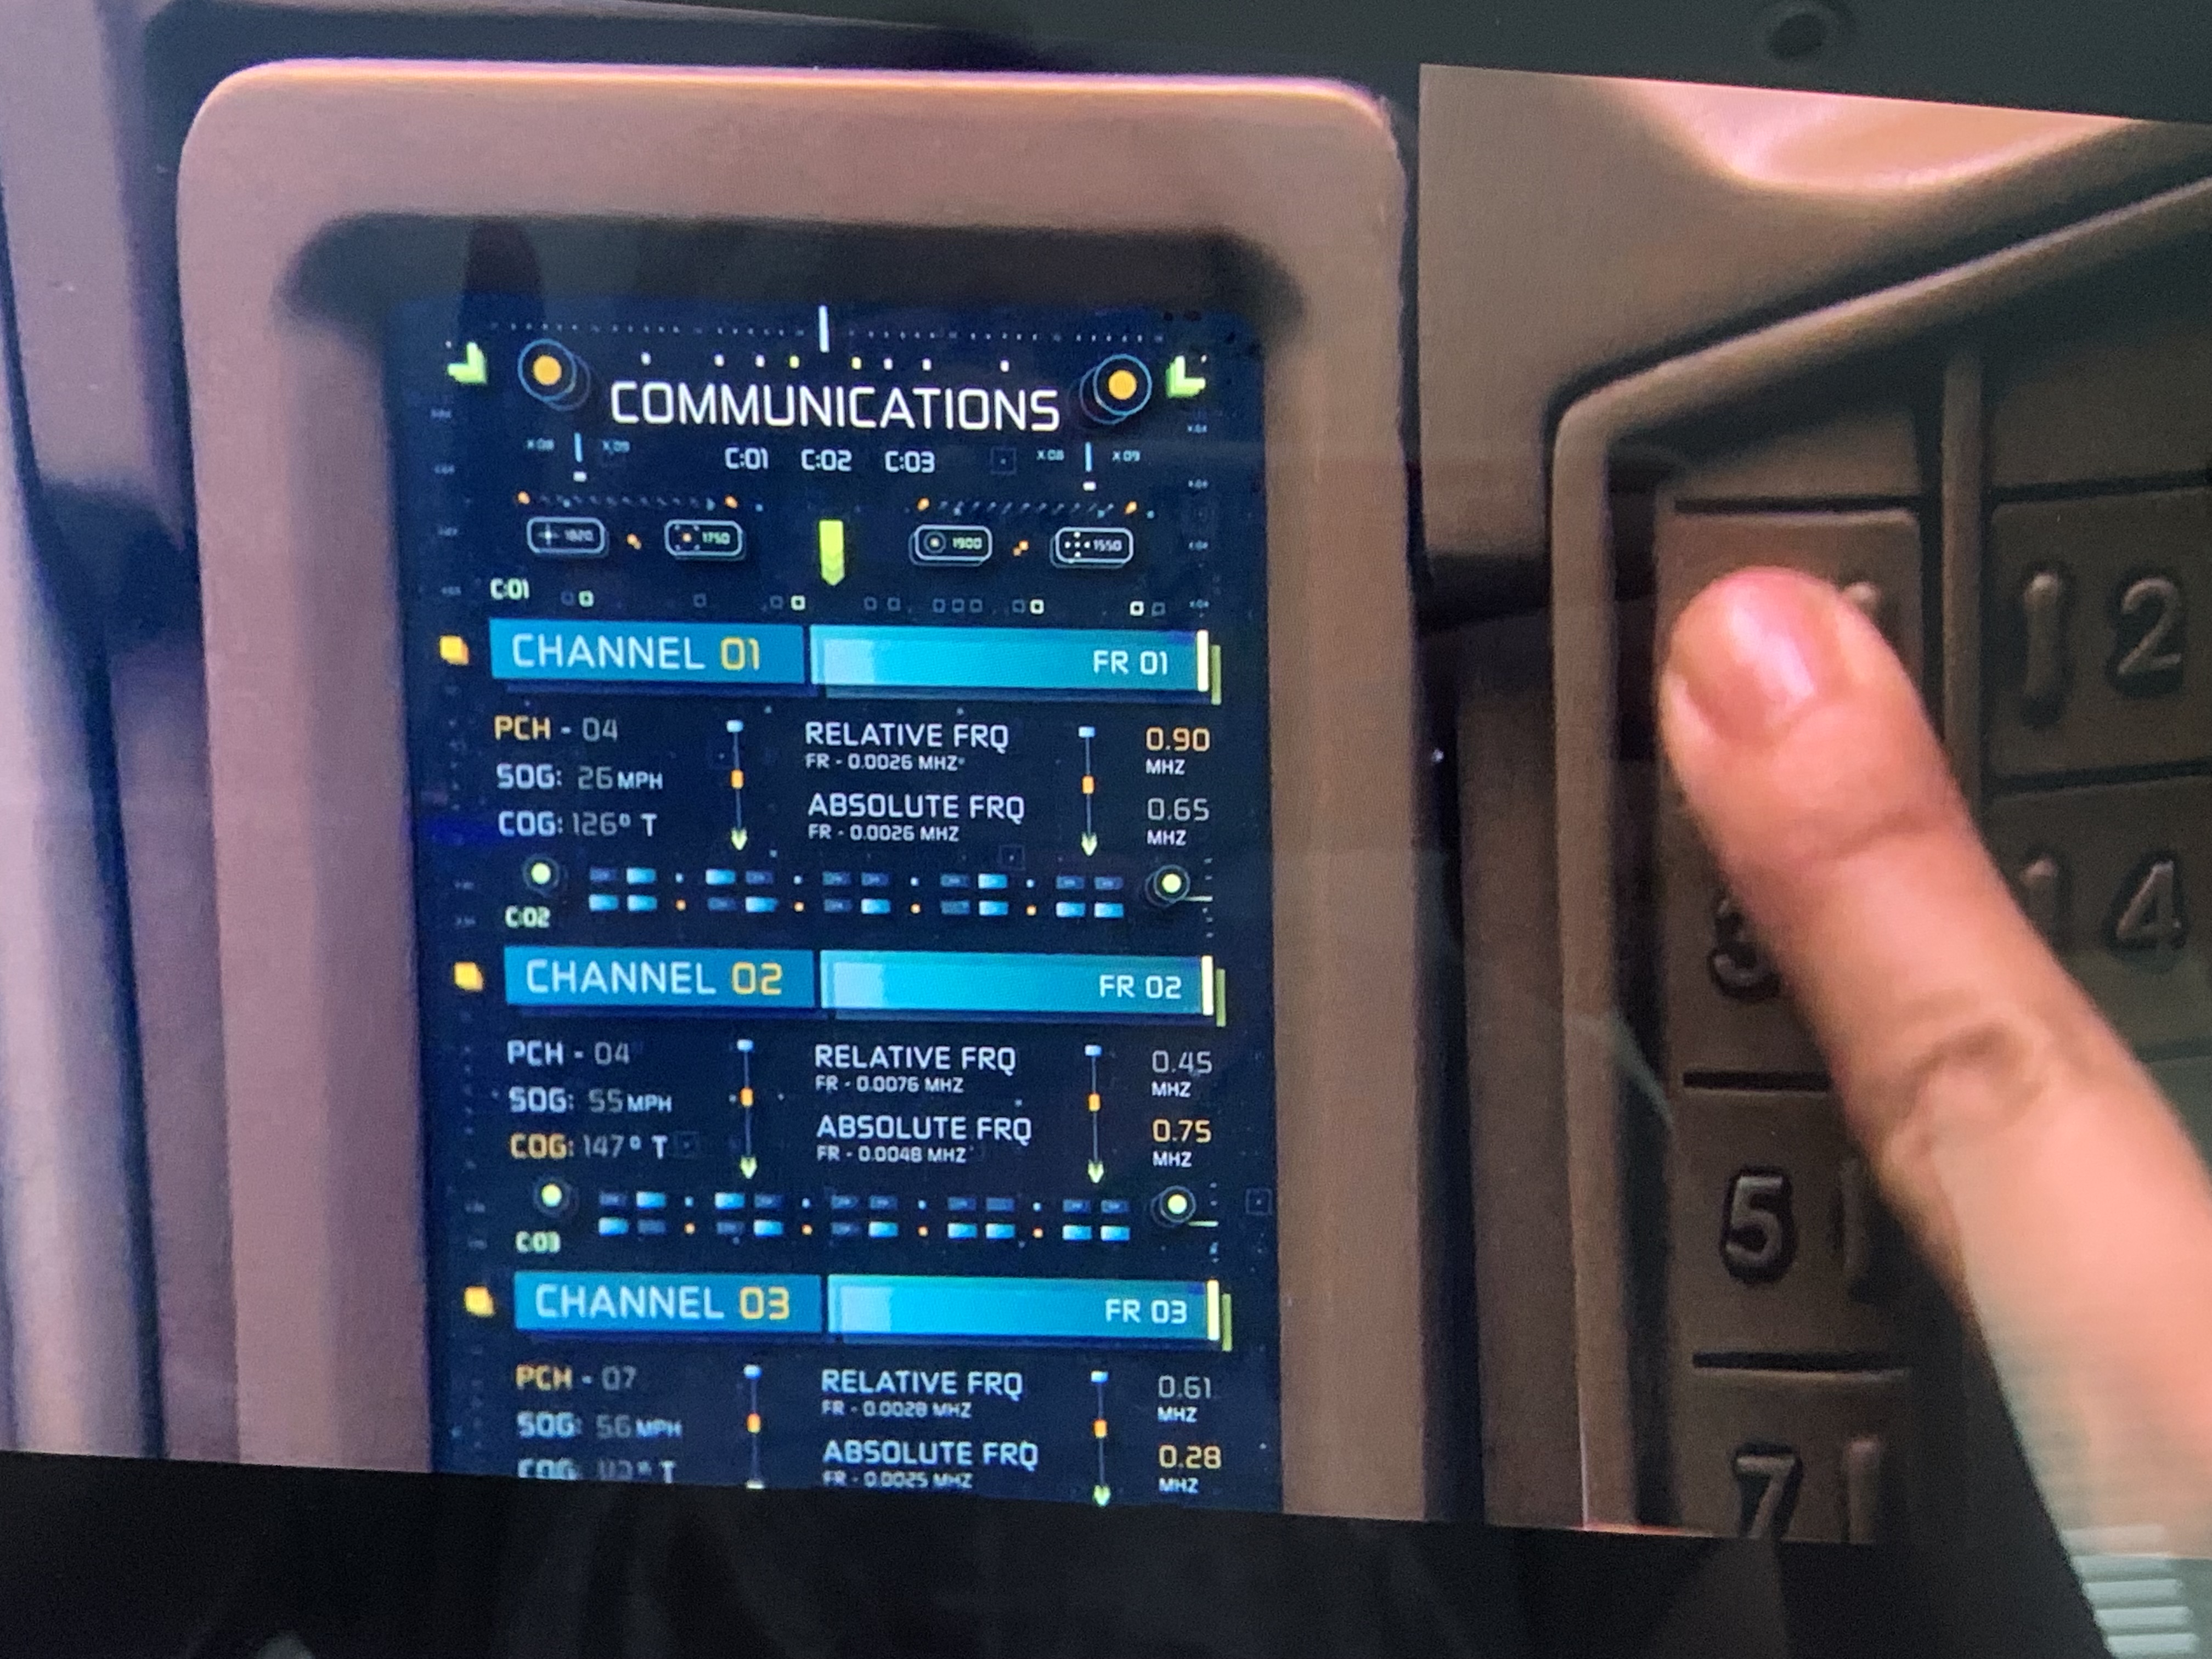 COMMUNICATIONS
X:08 X:09 C:01 C:02 C:03 X:08 X:09
1820 1750 1900 1550
C:01
CHANNEL 01 FR 01
PCH - 04 RELATIVE FRQ 0.90
FR - 0.0026 MHZ MHZ
SOG: 26 MPH
ABSOLUTE FRQ 0.65
COG: 126° T FR - 0.0026 MHZ MHZ
C:02
CHANNEL 02 FR 02
PCH - 04 RELATIVE FRQ 0.45
FR - 0.0076 MHZ MHZ
SOG: 55 MPH
ABSOLUTE FRQ 0.75
COG: 147° T FR - 0.0048 MHZ MHZ
C:03
CHANNEL 03 FR 03
PCH - 07 RELATIVE FRQ 0.61
FR - 0.0028 MHZ MHZ
SOG: 56 MPH
ABSOLUTE FRQ 0.28
COG: T FR - 0.0025 MHZ MHZ
12
14
5
7